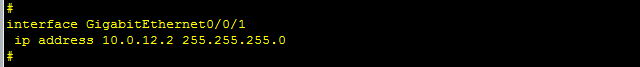 #
interface GigabitEthernet0/0/1
 ip address 10.0.12.2 255.255.255.0
#